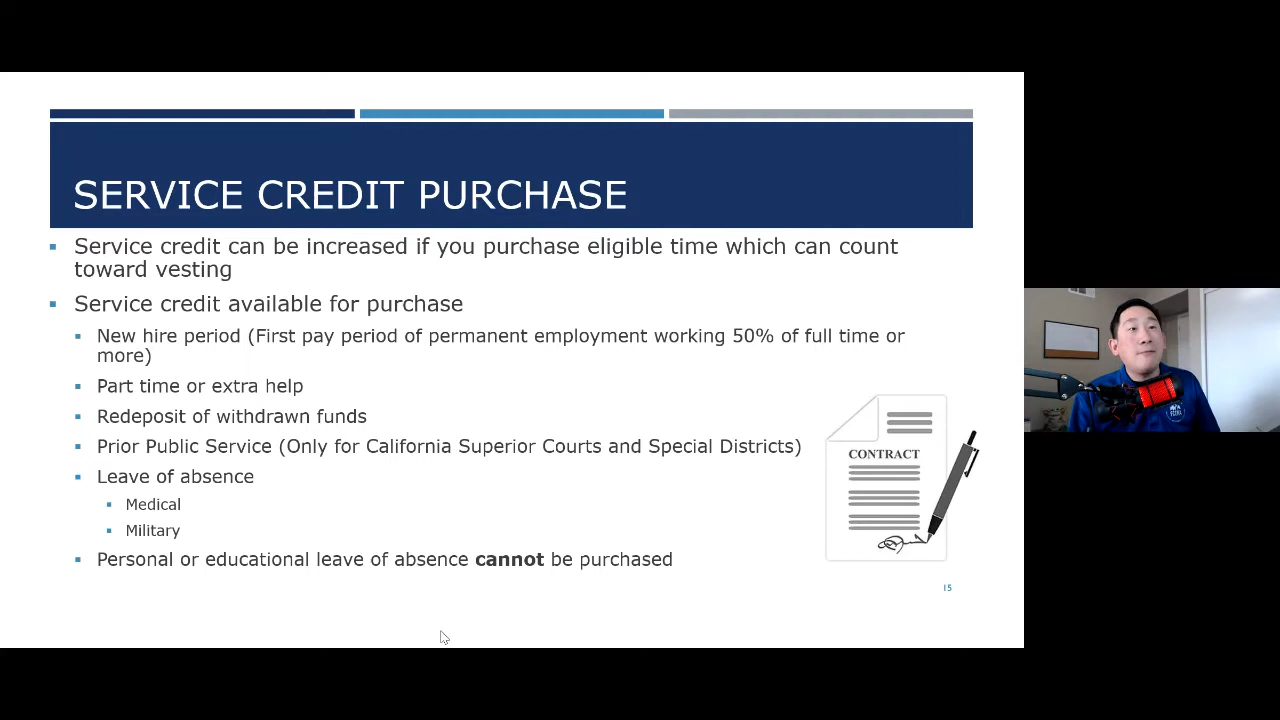 SERVICE CREDIT PURCHASE
Service credit can be increased if you purchase eligible time which can count
toward vesting
Service credit available for purchase
New hire period (First pay period of permanent employment working 50% of full time or
more)
Part time or extra help
Redeposit of withdrawn funds
Prior Public Service (Only for California Superior Courts and Special Districts)
Leave of absence
Medical
Military
Personal or educational leave of absence cannot be purchased
CONTRACT
15